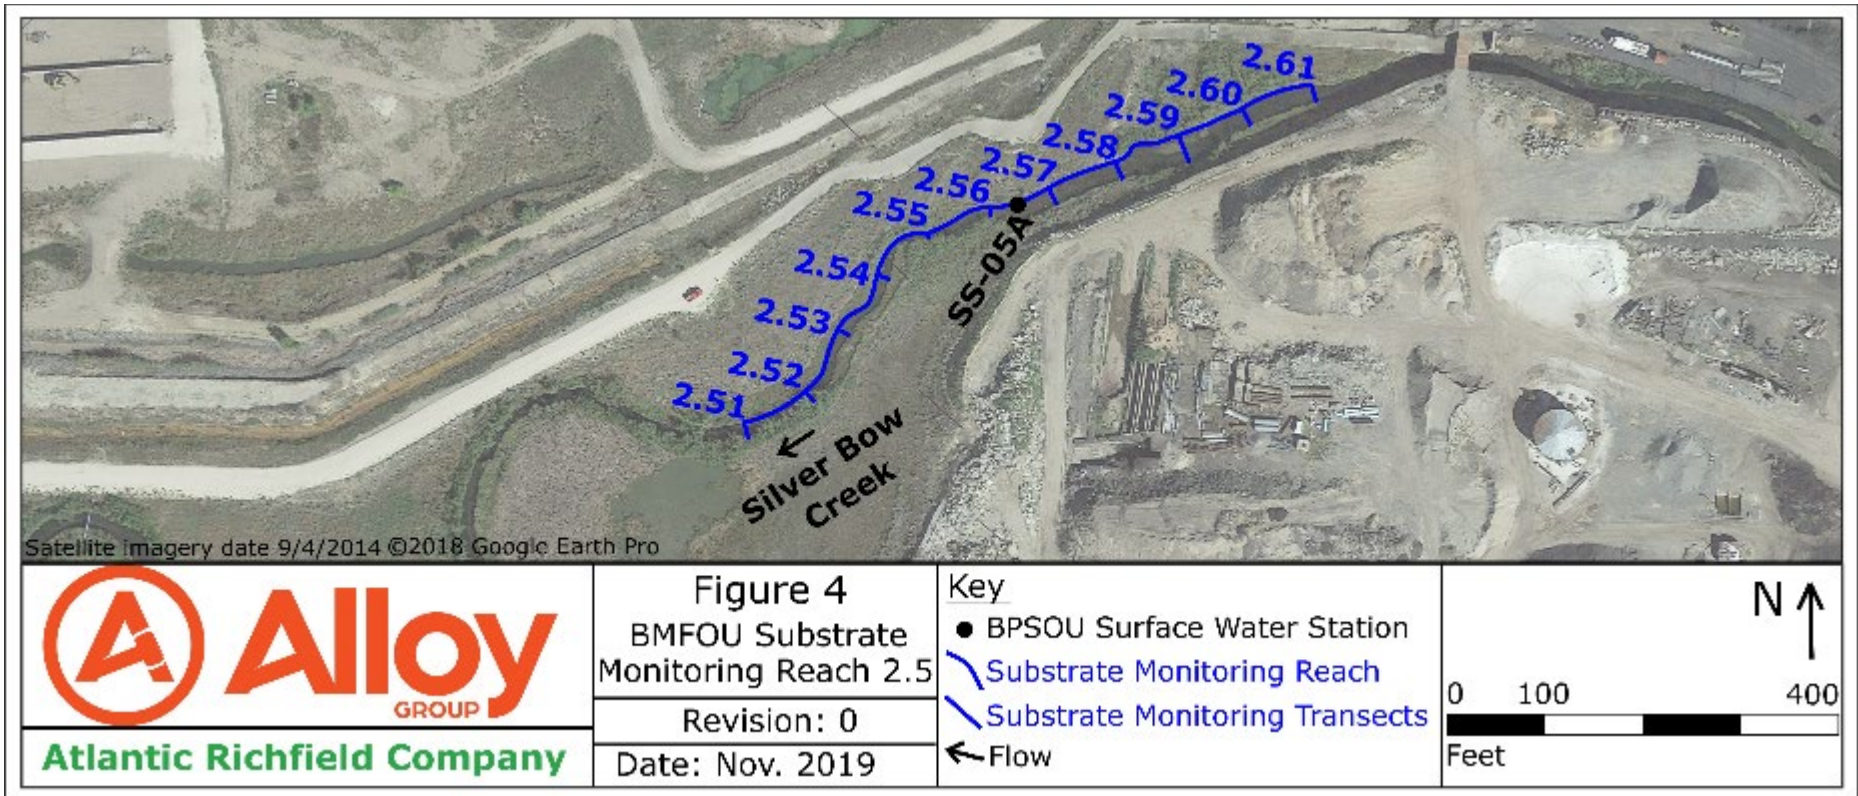 2.61
2.60
2.59
2.58
2.57
2.56
2.55
2.54
2.53
2.52
2.51
SS-05A
Silver Bow
Creek
Satellite imagery date 9/4/2014 ©2018 Google Earth Pro
A Alloy
GROUP
Atlantic Richfield Company
Figure 4
BMFOU Substrate
Monitoring Reach 2.5
Revision: 0
Date: Nov. 2019
Key
BPSOU Surface Water Station
Substrate Monitoring Reach
Substrate Monitoring Transects
Flow
N
0 100 400
Feet